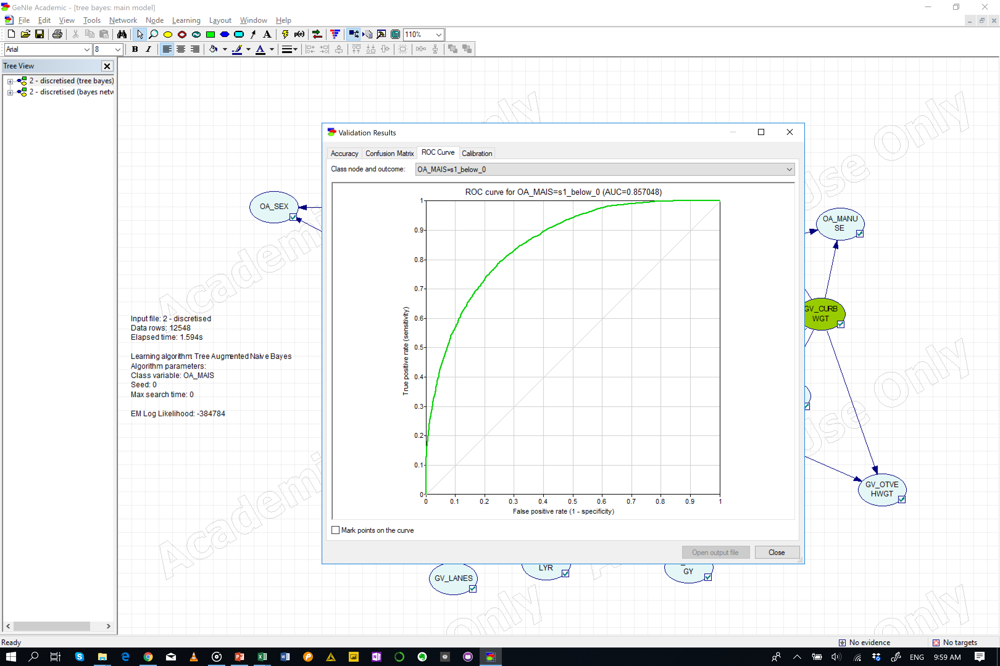 GeNIe Academic - [tree bayes: main model]
File Edit View Tools Network Node Learning Layout Window Help
p(e) A 110%
Arial 8 B I A
Tree View
2 - discretised (tree bayes)
2 - discretised (bayes netw
Validation Results
Accuracy Confusion Matrix ROC Curve Calibration
Class node and outcome: OA_MAIS=s1_below_0
ROC curve for OA_MAIS=s1_below_0 (AUC=0.857048)
1
0.9
0.8
0.7
0.6
0.5
0.4
0.3
0.2
0.1
0
True positive rate (sensitivity)
0 0.1 0.2 0.3 0.4 0.5 0.6 0.7 0.8 0.9 1
False positive rate (1 - specificity)
Mark points on the curve
Open output file Close
OA_SEX
OA_MANU
SE
GV_CURB
WGT
GV_OTVE
HWGT
GV_LANES
LYR
GY
Input file: 2 - discretised
Data rows: 12548
Elapsed time: 1.594s
Learning algorithm: Tree Augmented Naive Bayes
Algorithm parameters:
Class variable: OA_MAIS
Seed: 0
Max search time: 0
EM Log Likelihood: -384784
Academi
Academi
use Only
use Only
Only
Only
Only
Ready No evidence No targets
ENG 9:59 AM